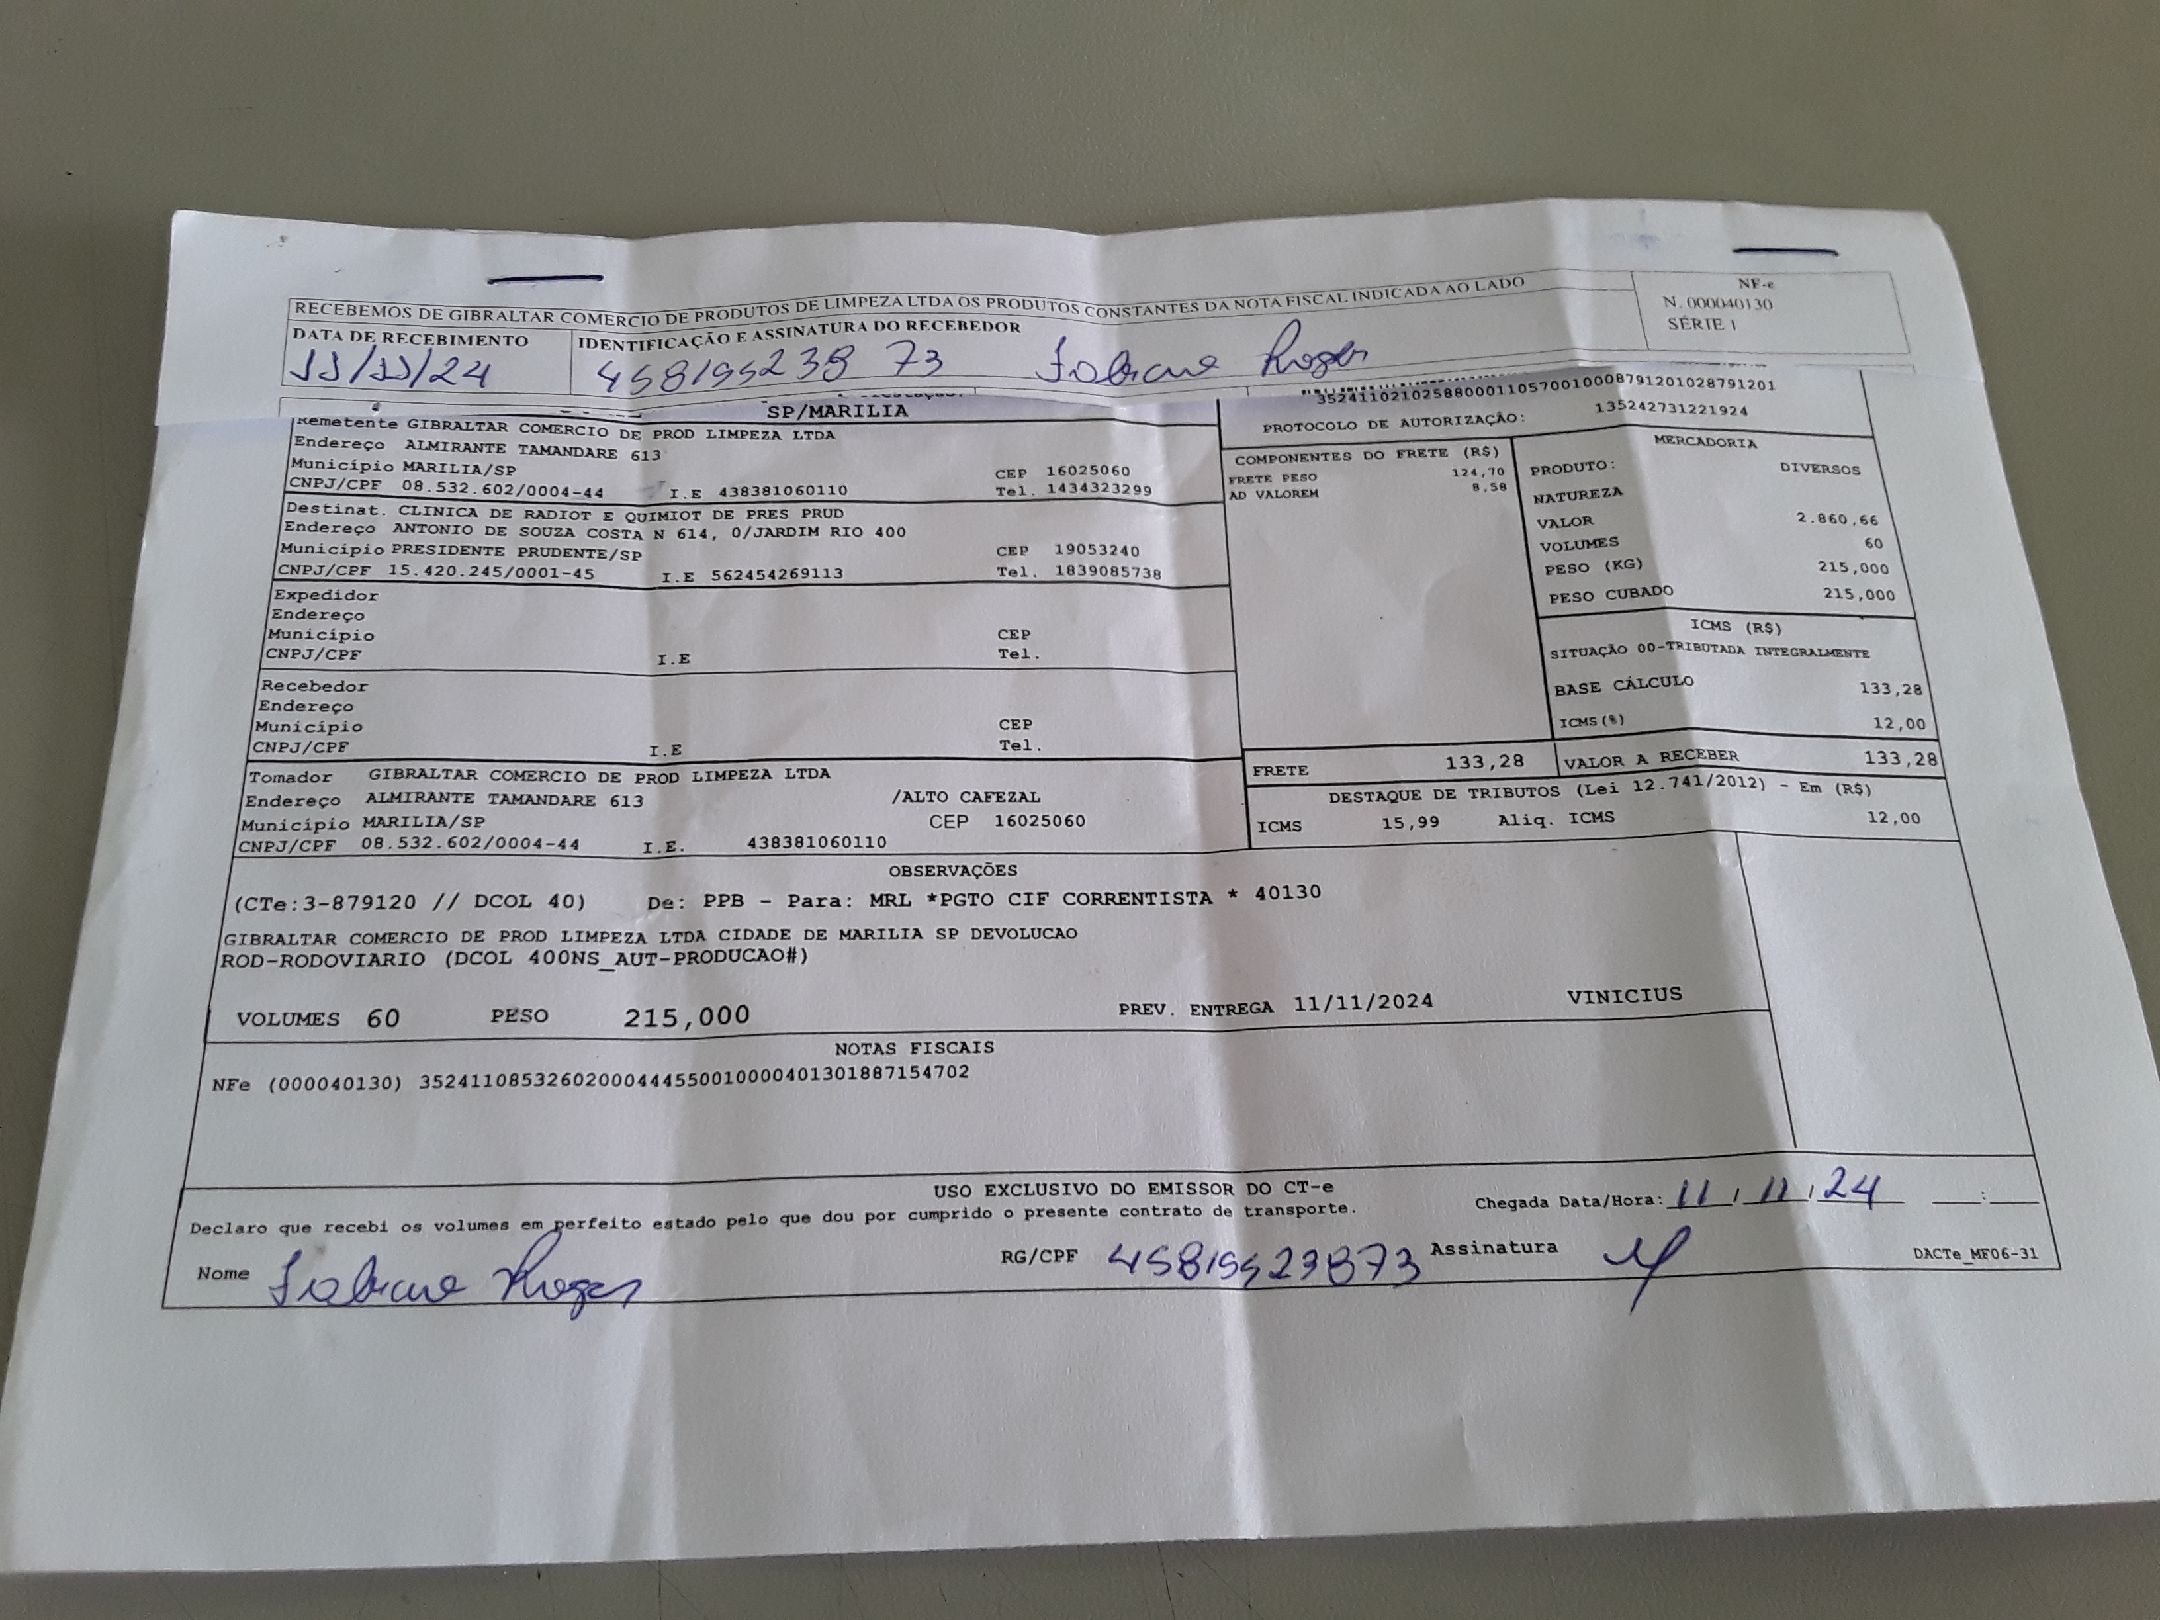 RECEBEMOS DE GIBRALTAR COMERCIO DE PRODUTOS DE LIMPEZA LTDA OS PRODUTOS CONSTANTES DA NOTA FISCAL INDICADA AO LADO
NF-e
N. 000040130
SÉRIE 1
DATA DE RECEBIMENTO
11/11/24
IDENTIFICAÇÃO E ASSINATURA DO RECEBEDOR
458195238 73
SP/MARILIA
35241102102588000110570010008791201028791201
PROTOCOLO DE AUTORIZAÇÃO: 135242731221924
Remetente GIBRALTAR COMERCIO DE PROD LIMPEZA LTDA
Endereço ALMIRANTE TAMANDARE 613
Município MARILIA/SP CEP 16025060
CNPJ/CPF 08.532.602/0004-44 I.E 438381060110 Tel. 1434323299
Destinat. CLINICA DE RADIOT E QUIMIOT DE PRES PRUD
Endereço ANTONIO DE SOUZA COSTA N 614, 0/JARDIM RIO 400
Município PRESIDENTE PRUDENTE/SP CEP 19053240
CNPJ/CPF 15.420.245/0001-45 I.E 562454269113 Tel. 1839085738
Expedidor
Endereço
Município CEP
CNPJ/CPF I.E Tel.
Recebedor
Endereço
Município CEP
CNPJ/CPF I.E Tel.
Tomador GIBRALTAR COMERCIO DE PROD LIMPEZA LTDA
Endereço ALMIRANTE TAMANDARE 613 /ALTO CAFEZAL
Município MARILIA/SP CEP 16025060
CNPJ/CPF 08.532.602/0004-44 I.E. 438381060110
COMPONENTES DO FRETE (R$)
FRETE PESO 124,70
AD VALOREM 8,58
MERCADORIA
PRODUTO: DIVERSOS
NATUREZA
VALOR 2.860,66
VOLUMES 60
PESO (KG) 215,000
PESO CUBADO 215,000
ICMS (R$)
SITUAÇÃO 00-TRIBUTADA INTEGRALMENTE
BASE CÁLCULO 133,28
ICMS(%) 12,00
FRETE 133,28 VALOR A RECEBER 133,28
DESTAQUE DE TRIBUTOS (Lei 12.741/2012) - Em (R$)
ICMS 15,99 Aliq. ICMS 12,00
OBSERVAÇÕES
(CTe:3-879120 // DCOL 40) De: PPB - Para: MRL *PGTO CIF CORRENTISTA * 40130
GIBRALTAR COMERCIO DE PROD LIMPEZA LTDA CIDADE DE MARILIA SP DEVOLUCAO
ROD-RODOVIARIO (DCOL 400NS_AUT-PRODUCAO#)
VOLUMES 60 PESO 215,000 PREV. ENTREGA 11/11/2024 VINICIUS
NOTAS FISCAIS
NFe (000040130) 35241108532602000444550010000401301887154702
USO EXCLUSIVO DO EMISSOR DO CT-e
Declaro que recebi os volumes em perfeito estado pelo que dou por cumprido o presente contrato de transporte.
Chegada Data/Hora: 11/11/24 __:__
Nome
RG/CPF 45819523873 Assinatura
DACTe_MF06-31